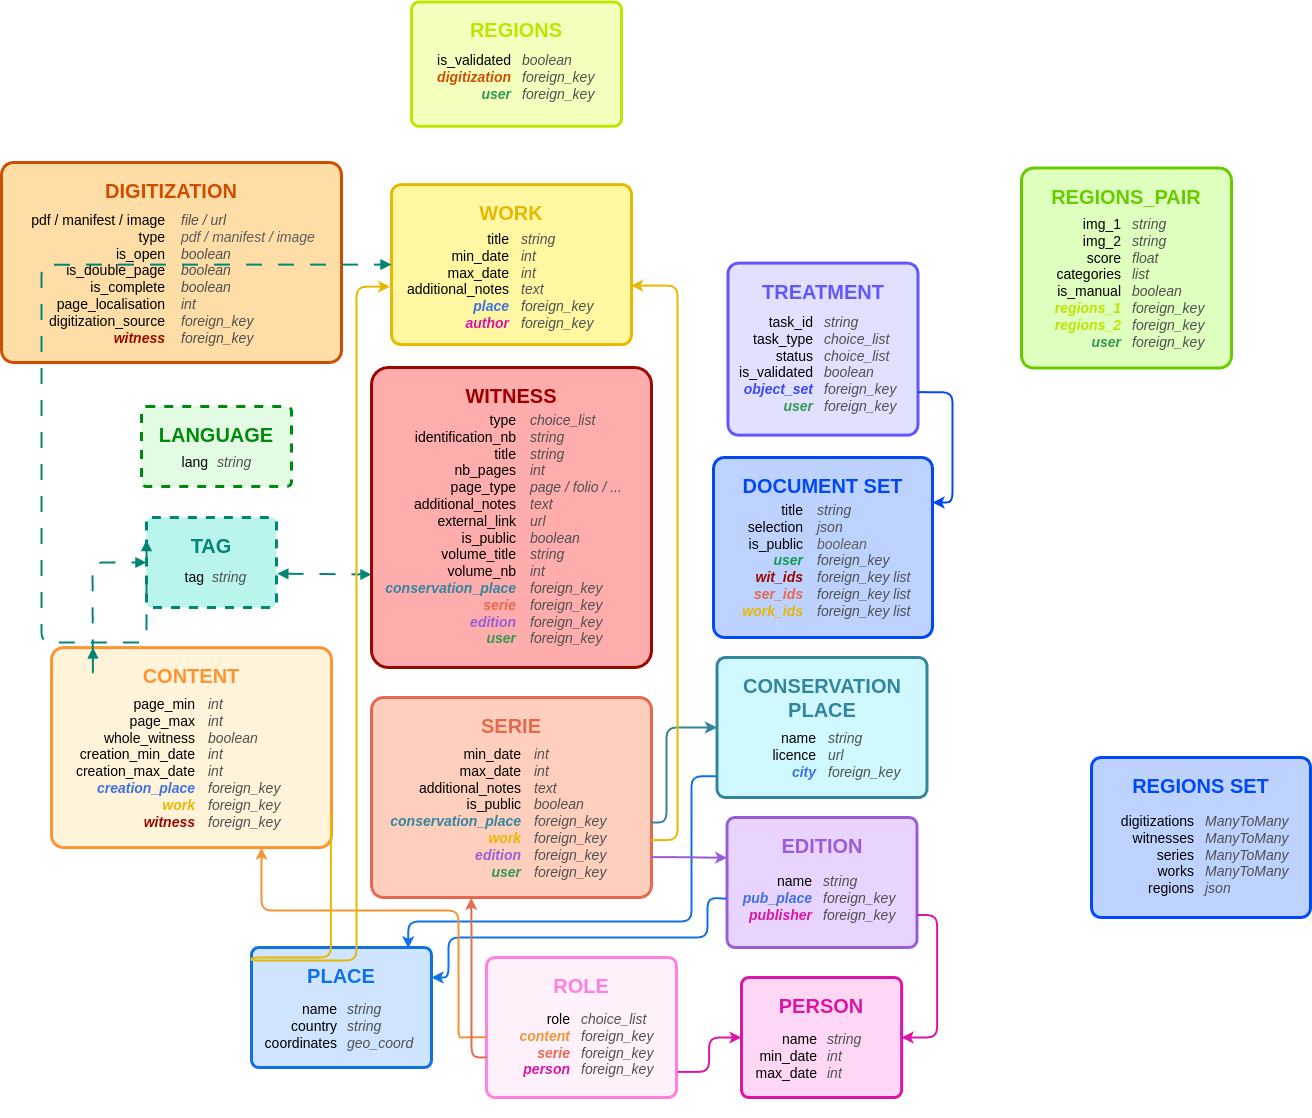 REGIONS
is_validated boolean
digitization foreign_key
user foreign_key
DIGITIZATION
pdf / manifest / image file / url
type pdf / manifest / image
is_open boolean
is_double_page boolean
is_complete boolean
page_localisation int
digitization_source foreign_key
witness foreign_key
WORK
title string
min_date int
max_date int
additional_notes text
place foreign_key
author foreign_key
REGIONS_PAIR
img_1 string
img_2 string
score float
categories list
is_manual boolean
regions_1 foreign_key
regions_2 foreign_key
user foreign_key
TREATMENT
task_id string
task_type choice_list
status choice_list
is_validated boolean
object_set foreign_key
user foreign_key
LANGUAGE
lang string
WITNESS
type choice_list
identification_nb string
title string
nb_pages int
page_type page / folio / ...
additional_notes text
external_link url
is_public boolean
volume_title string
volume_nb int
conservation_place foreign_key
serie foreign_key
edition foreign_key
user foreign_key
DOCUMENT SET
title string
selection json
is_public boolean
user foreign_key
wit_ids foreign_key list
ser_ids foreign_key list
work_ids foreign_key list
TAG
tag string
CONTENT
page_min int
page_max int
whole_witness boolean
creation_min_date int
creation_max_date int
creation_place foreign_key
work foreign_key
witness foreign_key
SERIE
min_date int
max_date int
additional_notes text
is_public boolean
conservation_place foreign_key
work foreign_key
edition foreign_key
user foreign_key
CONSERVATION
PLACE
name string
licence url
city foreign_key
REGIONS SET
digitizations ManyToMany
witnesses ManyToMany
series ManyToMany
works ManyToMany
regions json
EDITION
name string
pub_place foreign_key
publisher foreign_key
PLACE
name string
country string
coordinates geo_coord
ROLE
role choice_list
content foreign_key
serie foreign_key
person foreign_key
PERSON
name string
min_date int
max_date int